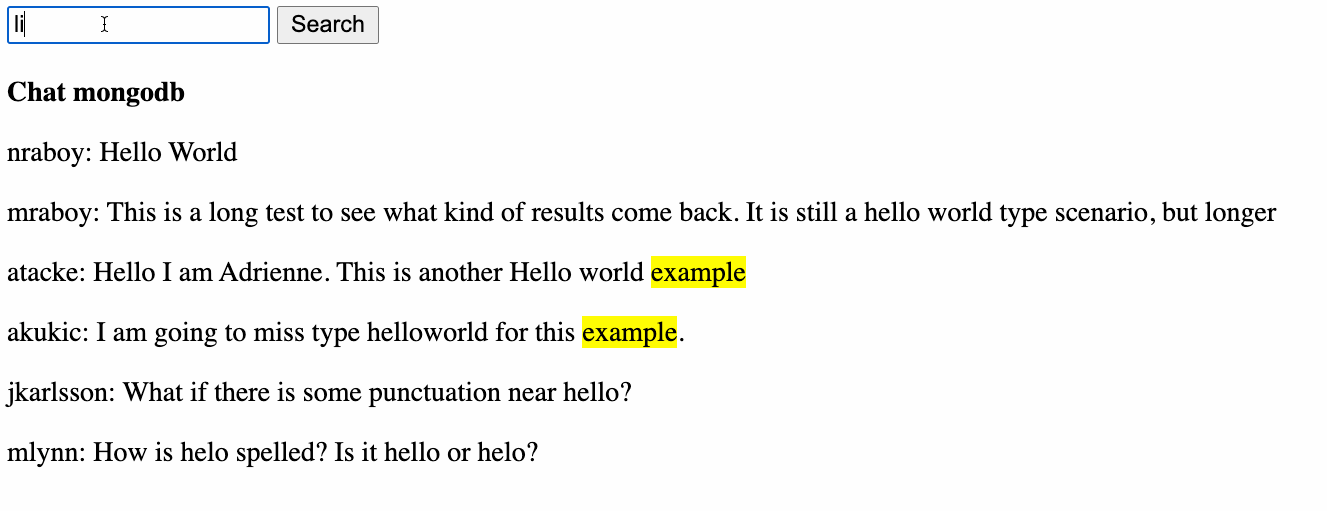 li
Search
Chat mongodb
nraboy: Hello World
mraboy: This is a long test to see what kind of results come back. It is still a hello world type scenario, but longer
atacke: Hello I am Adrienne. This is another Hello world example
akukic: I am going to miss type helloworld for this example.
jkarlsson: What if there is some punctuation near hello?
mlynn: How is helo spelled? Is it hello or helo?